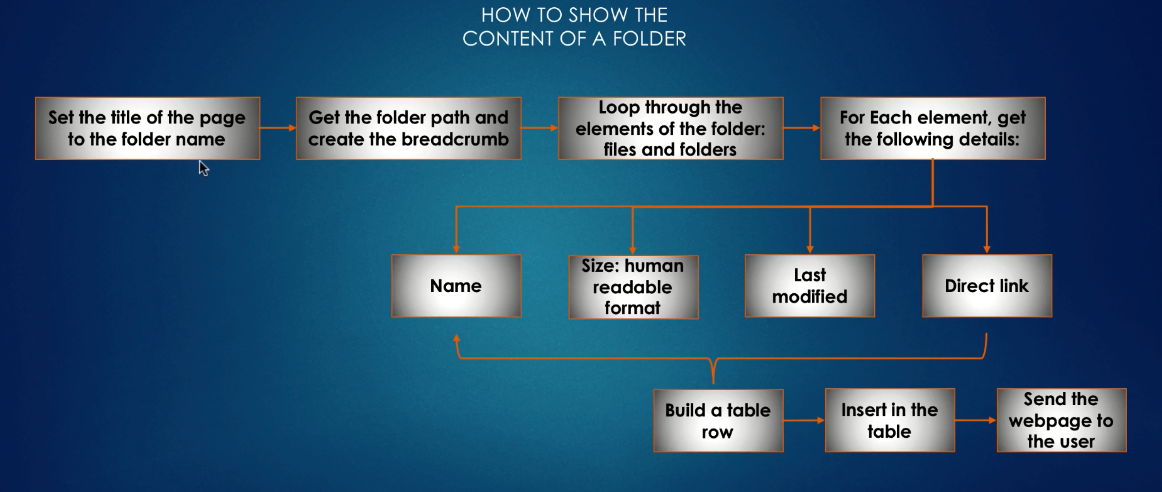 HOW TO SHOW THE
CONTENT OF A FOLDER
Set the title of the page
to the folder name
Get the folder path and
create the breadcrumb
Loop through the
elements of the folder:
files and folders
For Each element, get
the following details:
Name
Size: human
readable
format
Last
modified
Direct link
Build a table
row
Insert in the
table
Send the
webpage to
the user